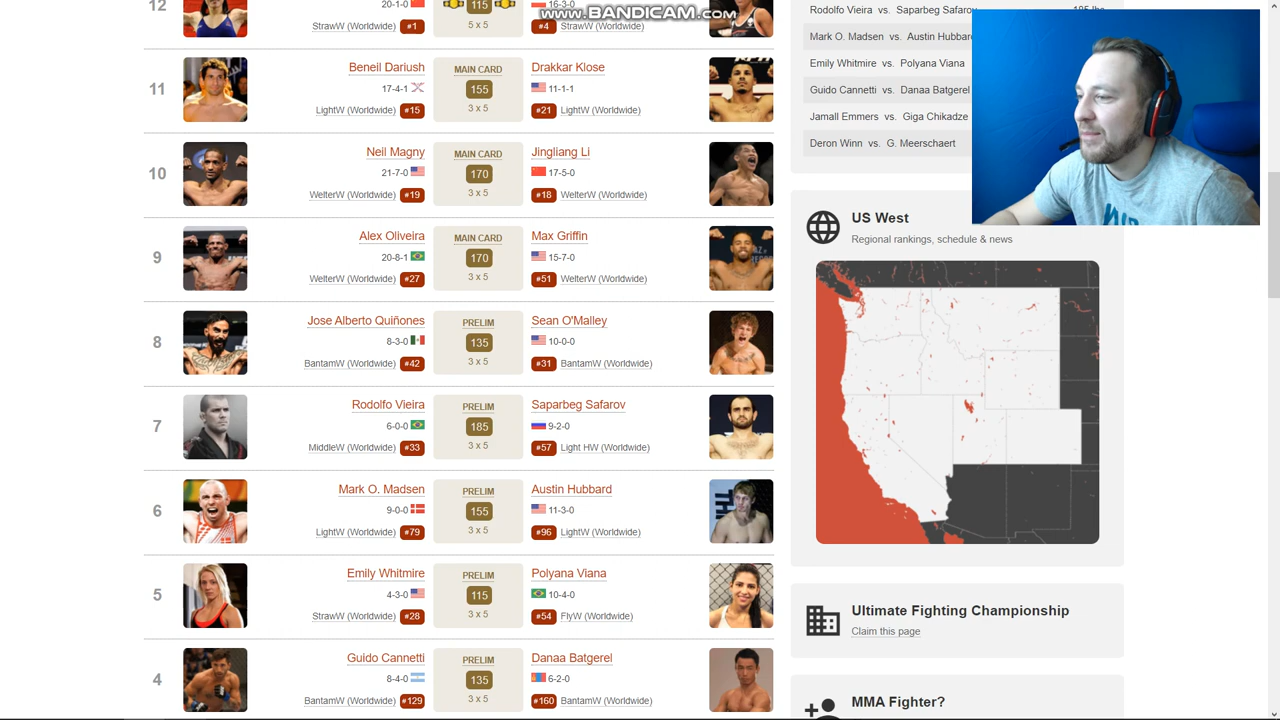 12
20-1-0
StrawW (Worldwide) #1
115
5 x 5
16-3-0
#4 StrawW (Worldwide)
www.BANDICAM.com
11
Beneil Dariush
17-4-1
LightW (Worldwide) #15
MAIN CARD
155
3 x 5
Drakkar Klose
11-1-1
#21 LightW (Worldwide)
10
Neil Magny
21-7-0
WelterW (Worldwide) #19
MAIN CARD
170
3 x 5
Jingliang Li
17-5-0
#18 WelterW (Worldwide)
9
Alex Oliveira
20-8-1
WelterW (Worldwide) #27
MAIN CARD
170
3 x 5
Max Griffin
15-7-0
#51 WelterW (Worldwide)
8
Jose Alberto Quiñones
-3-0
BantamW (Worldwide) #42
PRELIM
135
3 x 5
Sean O'Malley
10-0-0
#31 BantamW (Worldwide)
7
Rodolfo Vieira
6-0-0
MiddleW (Worldwide) #33
PRELIM
185
3 x 5
Saparbeg Safarov
9-2-0
#57 Light HW (Worldwide)
6
Mark O. Madsen
9-0-0
LightW (Worldwide) #79
PRELIM
155
3 x 5
Austin Hubbard
11-3-0
#96 LightW (Worldwide)
5
Emily Whitmire
4-3-0
StrawW (Worldwide) #28
PRELIM
115
3 x 5
Polyana Viana
10-4-0
#54 FlyW (Worldwide)
4
Guido Cannetti
8-4-0
BantamW (Worldwide) #129
PRELIM
135
3 x 5
Danaa Batgerel
6-2-0
#160 BantamW (Worldwide)
Rodolfo Vieira vs. Saparbeg Safarov 185 lbs
Mark O. Madsen vs. Austin Hubbard
Emily Whitmire vs. Polyana Viana
Guido Cannetti vs. Danaa Batgerel
Jamall Emmers vs. Giga Chikadze
Deron Winn vs. G. Meerschaert
US West
Regional rankings, schedule & news
Ultimate Fighting Championship
Claim this page
MMA Fighter?